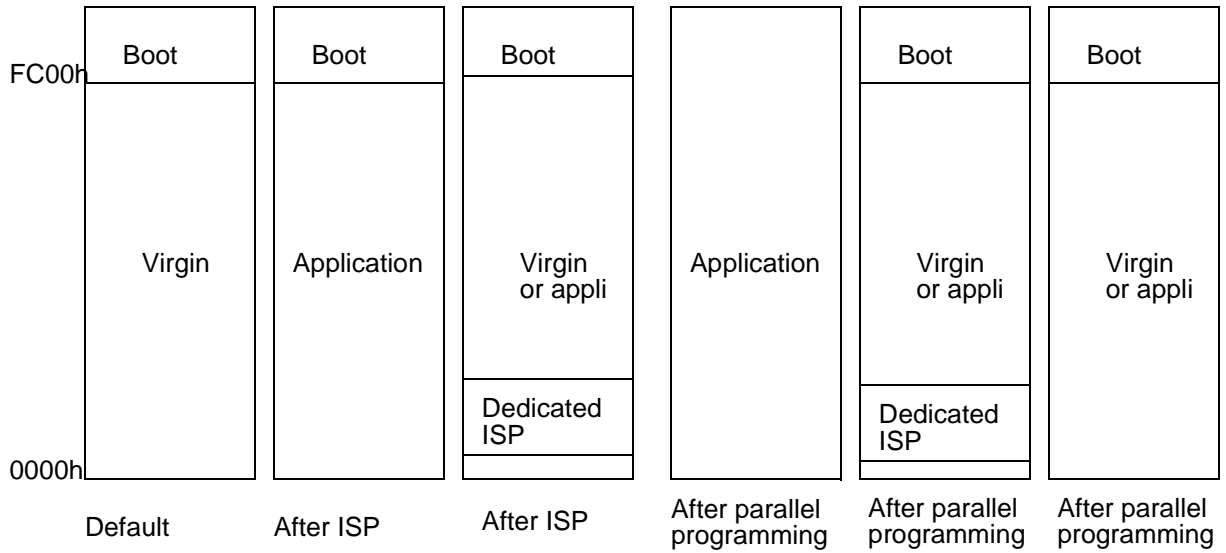 Boot
Boot
Boot
Boot
Boot
FC00h
Virgin
Application
Virgin
or appli
Application
Virgin
or appli
Virgin
or appli
Dedicated
ISP
Dedicated
ISP
0000h
Default
After ISP
After ISP
After parallel
programming
After parallel
programming
After parallel
programming